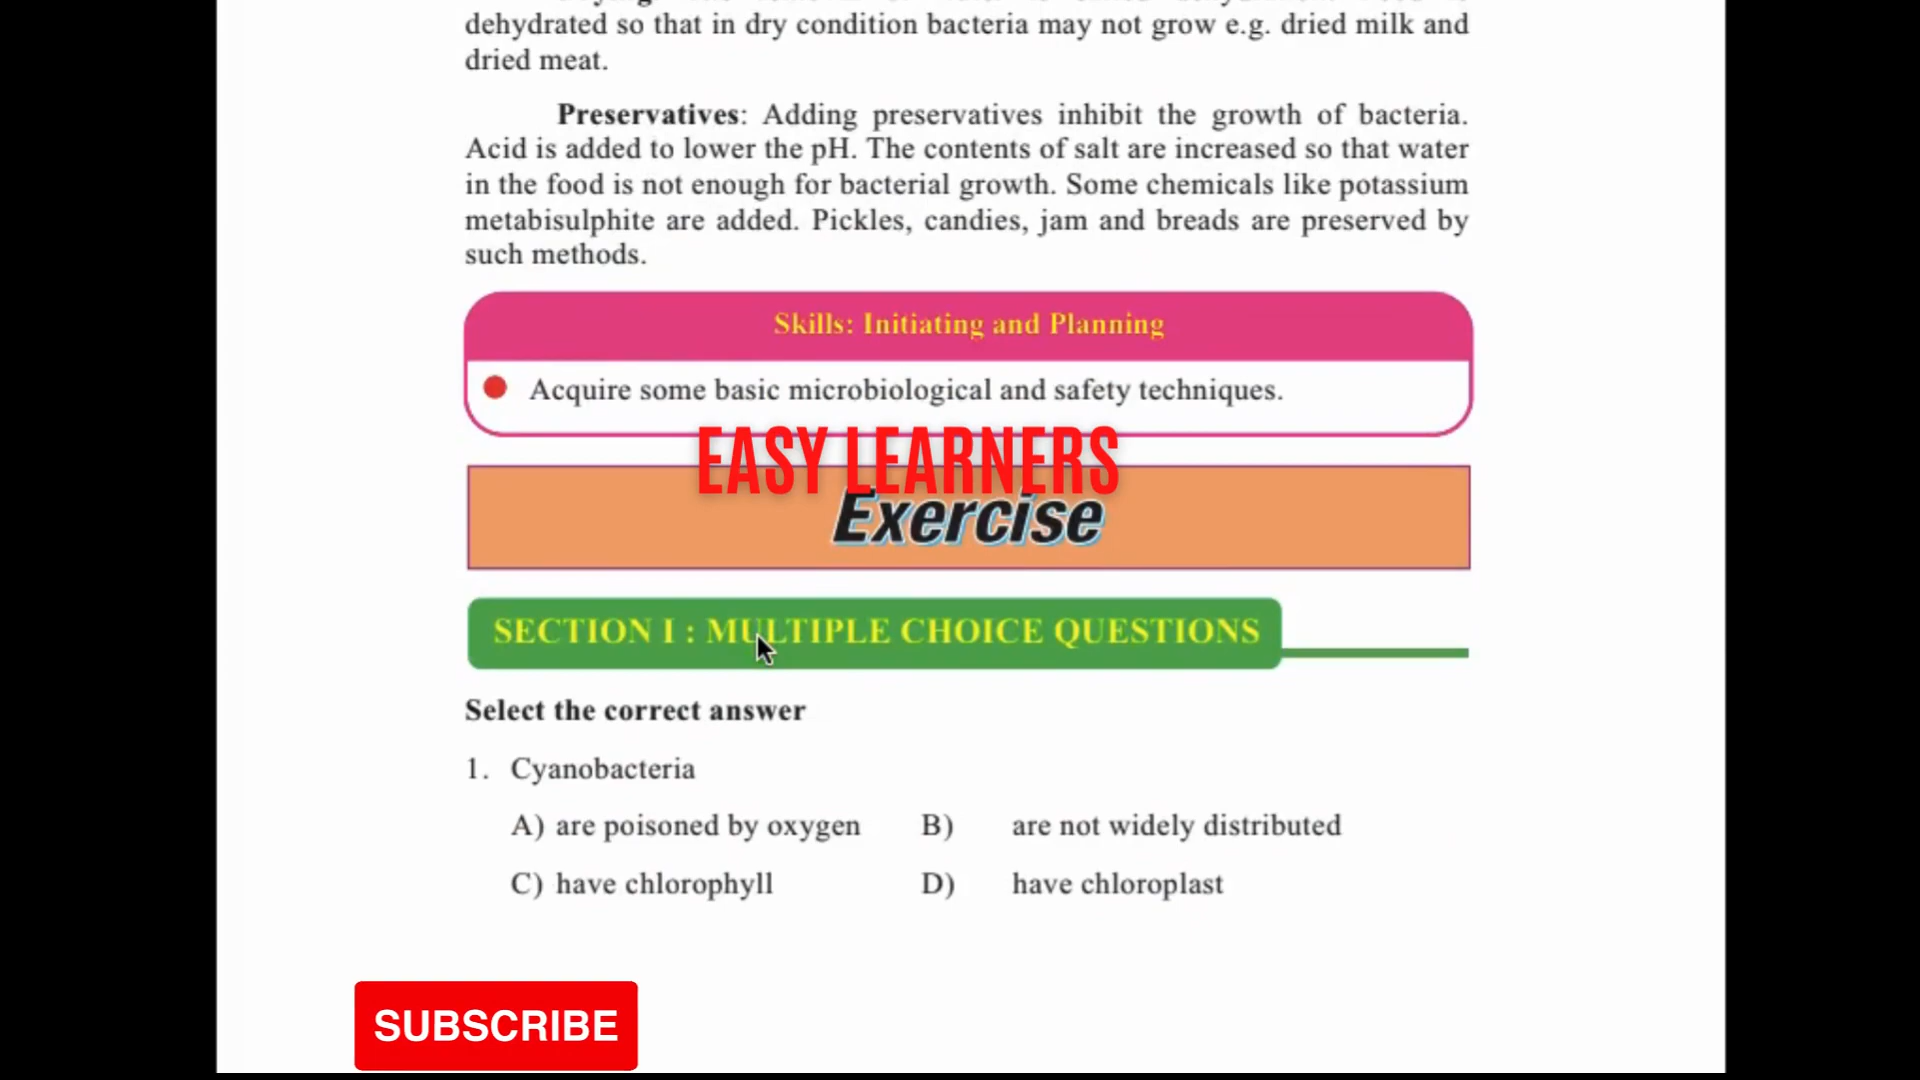 dehydrated so that in dry condition bacteria may not grow e.g. dried milk and
dried meat.
Preservatives: Adding preservatives inhibit the growth of bacteria.
Acid is added to lower the pH. The contents of salt are increased so that water
in the food is not enough for bacterial growth. Some chemicals like potassium
metabisulphite are added. Pickles, candies, jam and breads are preserved by
such methods.
Skills: Initiating and Planning
Acquire some basic microbiological and safety techniques.
EASY LEARNERS
Exercise
SECTION I : MULTIPLE CHOICE QUESTIONS
Select the correct answer
1. Cyanobacteria
A) are poisoned by oxygen B) are not widely distributed
C) have chlorophyll D) have chloroplast
SUBSCRIBE